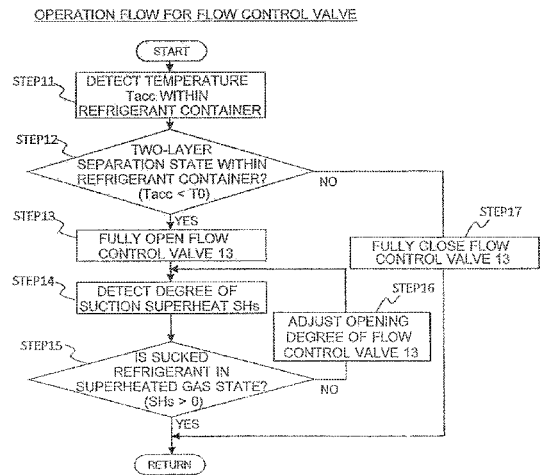 OPERATION FLOW FOR FLOW CONTROL VALVE
START
STEP11
DETECT TEMPERATURE
Tacc WITHIN
REFRIGERANT CONTAINER
STEP12
TWO-LAYER
SEPARATION STATE WITHIN
REFRIGERANT CONTAINER?
(Tacc < T0)
NO
YES
STEP13
FULLY OPEN FLOW
CONTROL VALVE 13
STEP17
FULLY CLOSE FLOW
CONTROL VALVE 13
STEP14
DETECT DEGREE OF
SUCTION SUPERHEAT SHs
STEP16
ADJUST OPENING
DEGREE OF FLOW
CONTROL VALVE 13
STEP15
IS SUCKED
REFRIGERANT IN
SUPERHEATED GAS STATE?
(SHs > 0)
NO
YES
RETURN